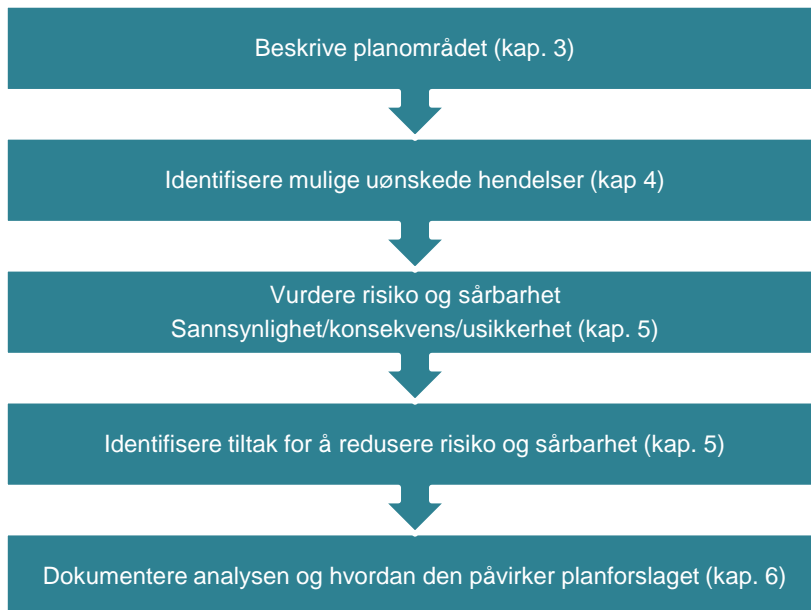 Beskrive planområdet (kap. 3)
Identifisere mulige uønskede hendelser (kap 4)
Vurdere risiko og sårbarhet
Sannsynlighet/konsekvens/usikkerhet (kap. 5)
Identifisere tiltak for å redusere risiko og sårbarhet (kap. 5)
Dokumentere analysen og hvordan den påvirker planforslaget (kap. 6)